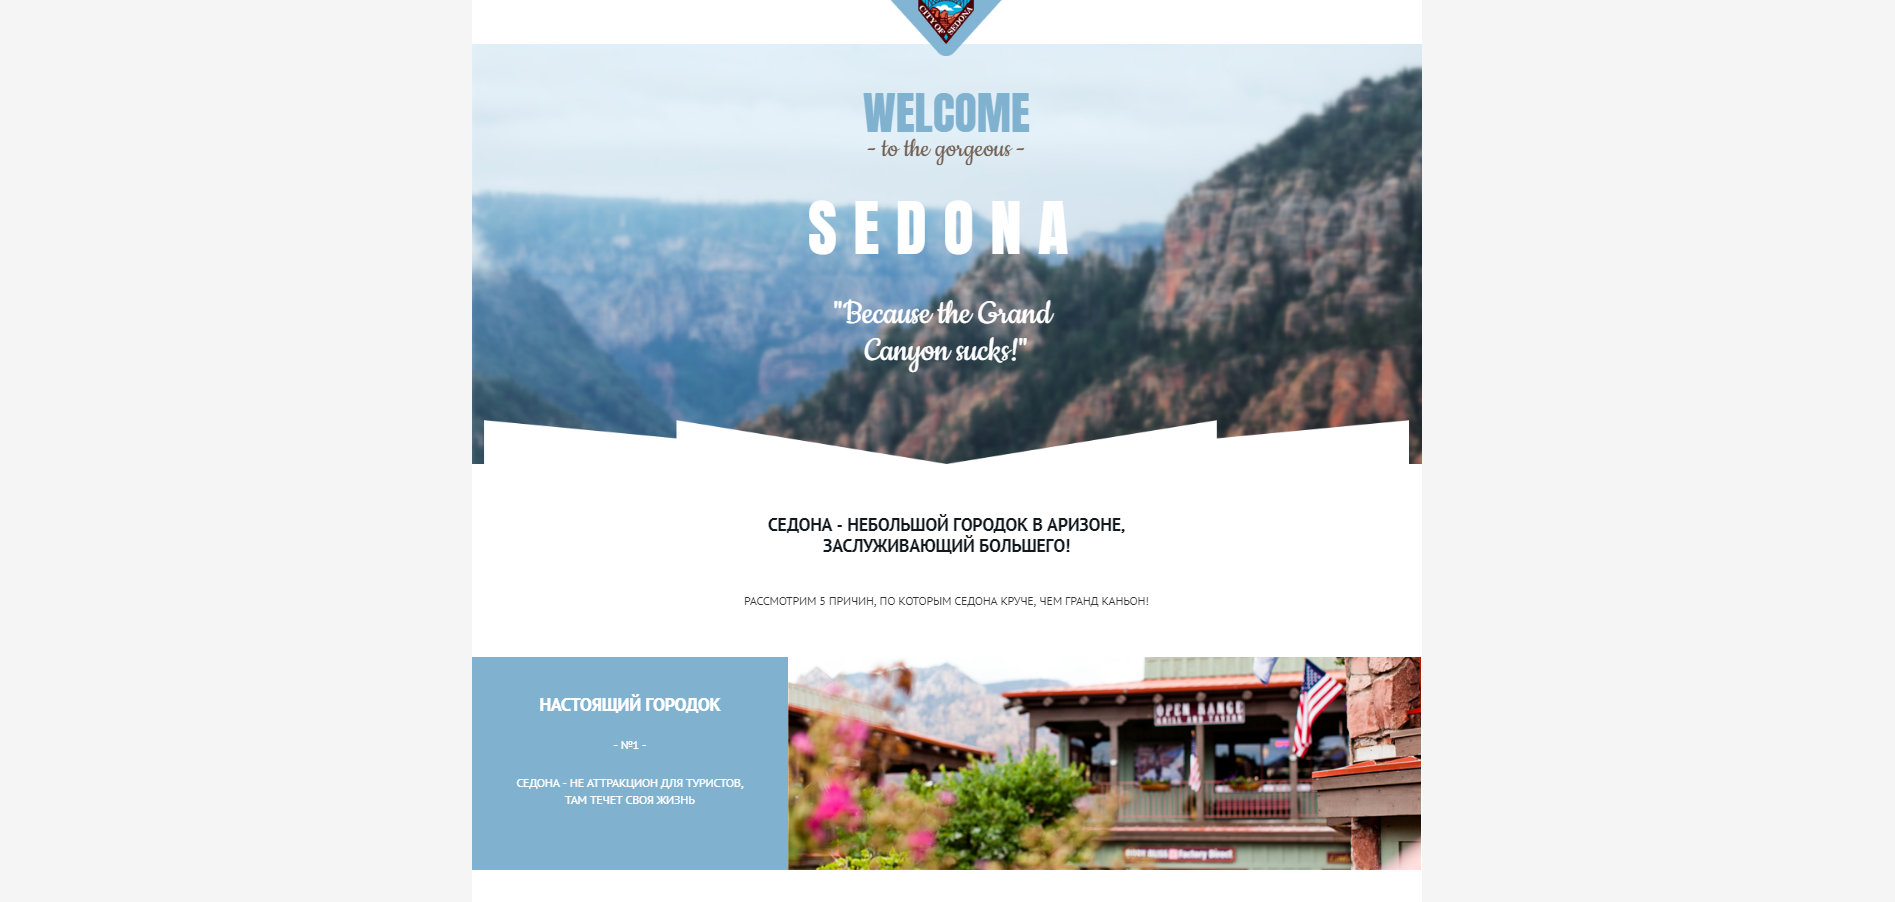 CITY OF SEDONA
WELCOME
- to the gorgeous -
SEDONA
"Because the Grand
Canyon sucks!"
СЕДОНА - НЕБОЛЬШОЙ ГОРОДОК В АРИЗОНЕ,
ЗАСЛУЖИВАЮЩИЙ БОЛЬШЕГО!
РАССМОТРИМ 5 ПРИЧИН, ПО КОТОРЫМ СЕДОНА КРУЧЕ, ЧЕМ ГРАНД КАНЬОН!
НАСТОЯЩИЙ ГОРОДОК
- №1 -
СЕДОНА - НЕ АТТРАКЦИОН ДЛЯ ТУРИСТОВ,
ТАМ ТЕЧЕТ СВОЯ ЖИЗНЬ
OPEN RANGE
GRILL AND TAVERN
Factory Direct